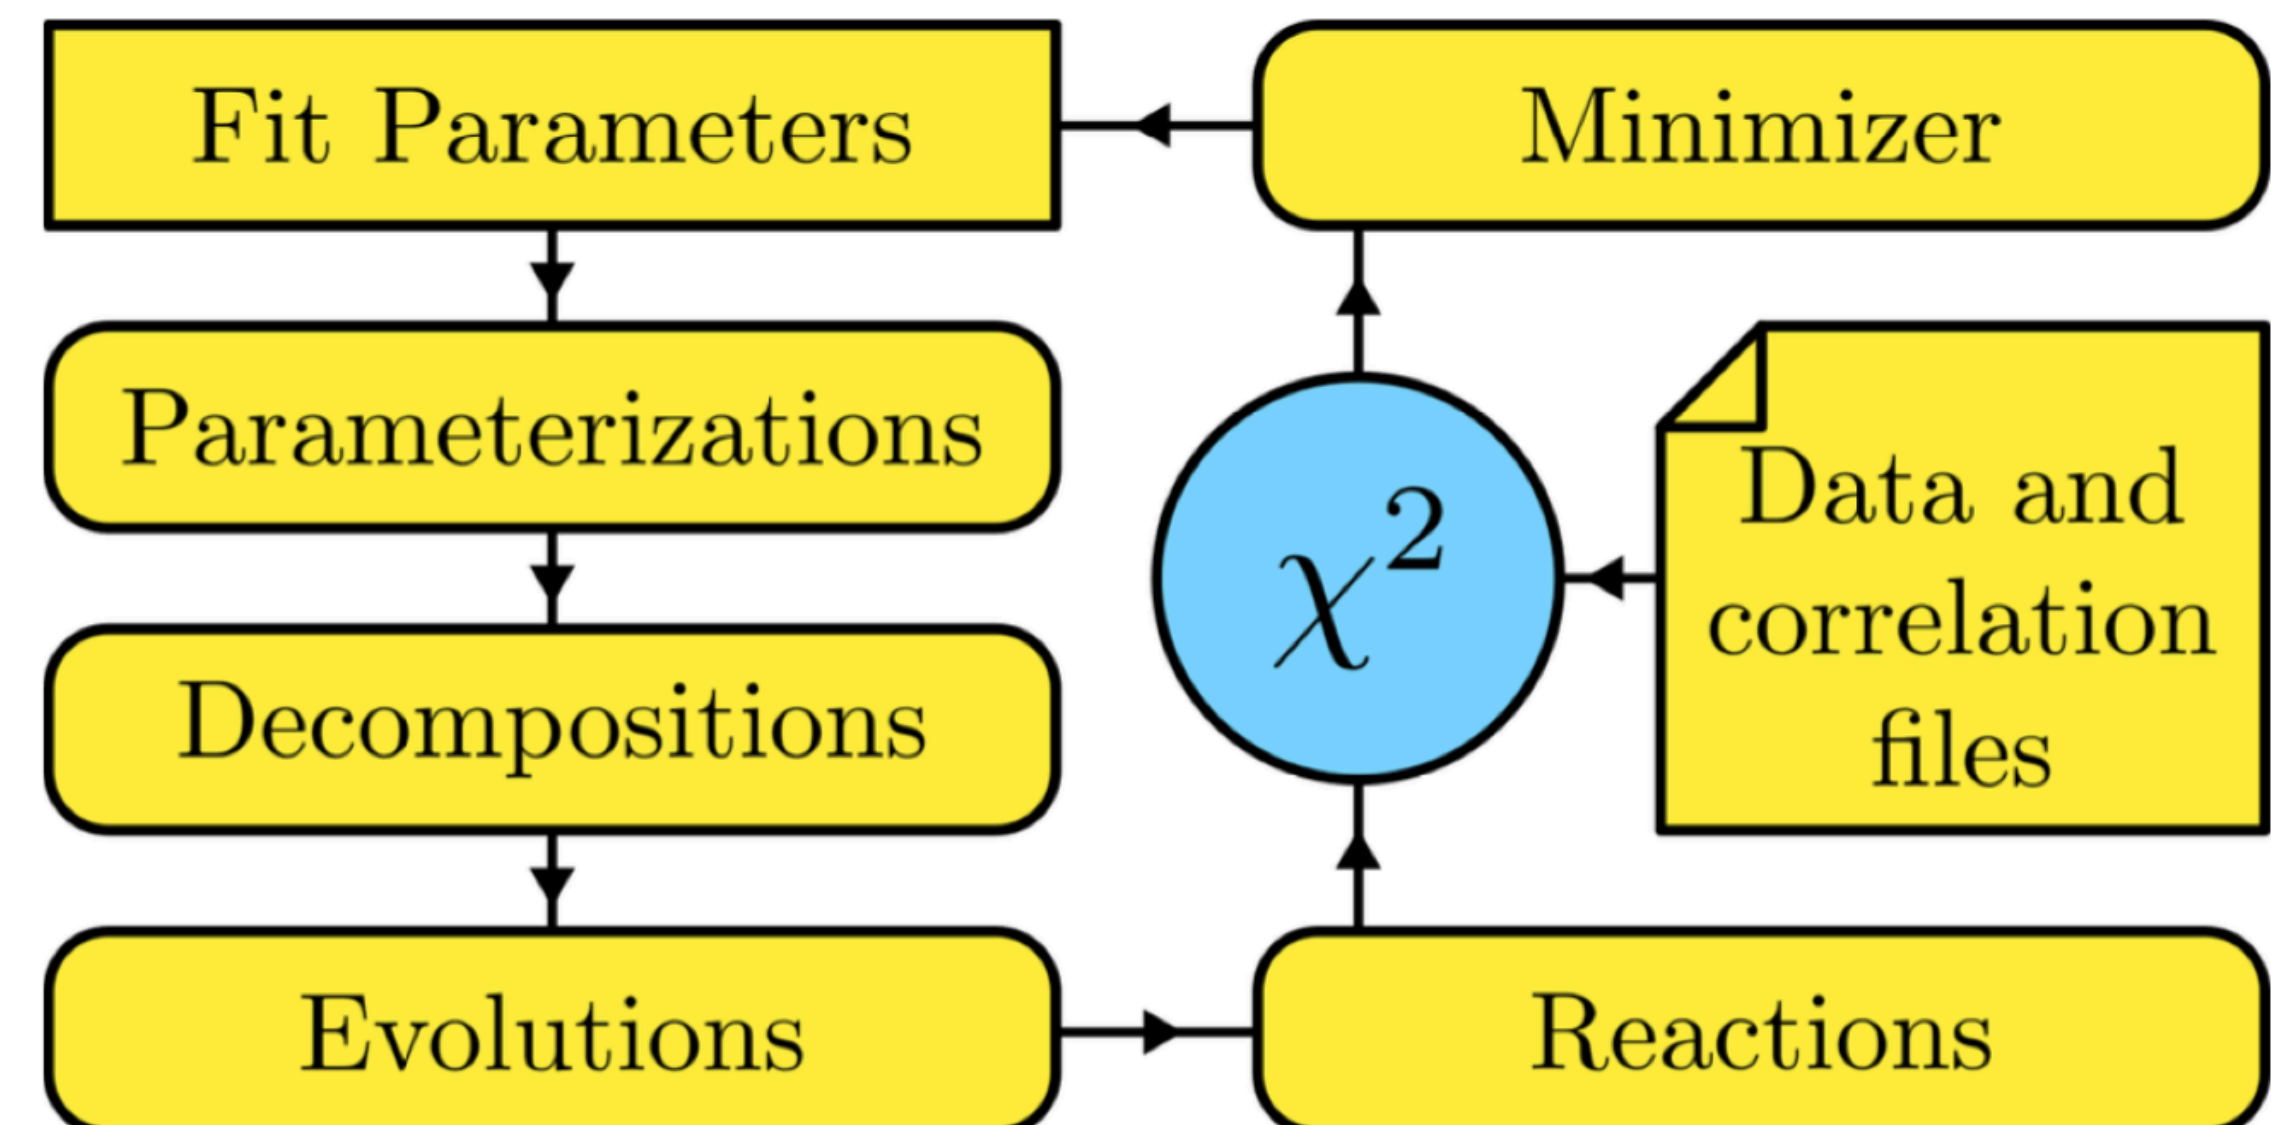 Fit Parameters
Minimizer
Parameterizations
Decompositions
χ²
Data and
correlation
files
Evolutions
Reactions